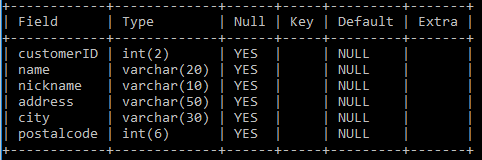 +------------+-------------+------+-----+---------+-------+
| Field      | Type        | Null | Key | Default | Extra |
+------------+-------------+------+-----+---------+-------+
| customerID | int(2)      | YES  |     | NULL    |       |
| name       | varchar(20) | YES  |     | NULL    |       |
| nickname   | varchar(10) | YES  |     | NULL    |       |
| address    | varchar(50) | YES  |     | NULL    |       |
| city       | varchar(30) | YES  |     | NULL    |       |
| postalcode | int(6)      | YES  |     | NULL    |       |
+------------+-------------+------+-----+---------+-------+